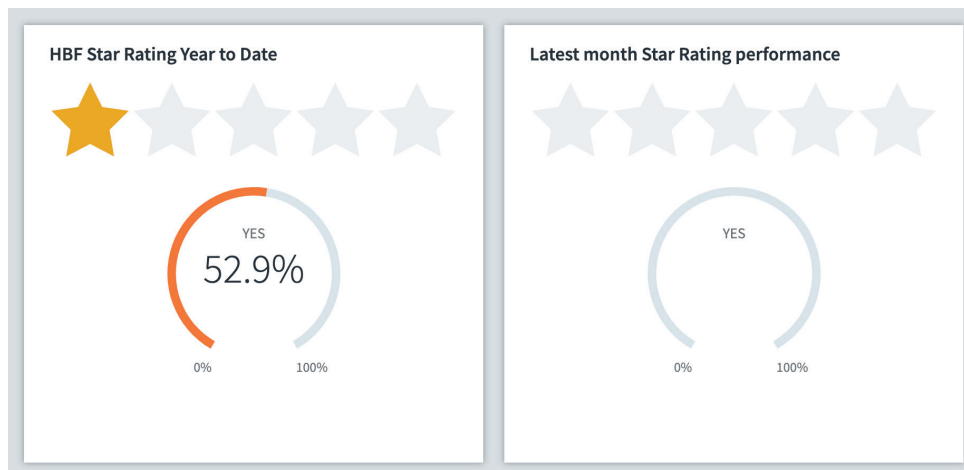 HBF Star Rating Year to Date
YES
52.9%
0%
100%
Latest month Star Rating performance
YES
0%
100%